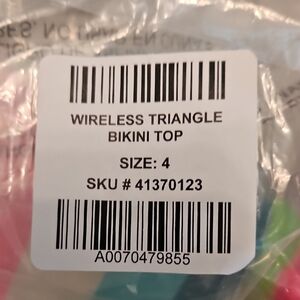 WIRELESS TRIANGLE
BIKINI TOP
SIZE: 4
SKU # 41370123
A0070479855